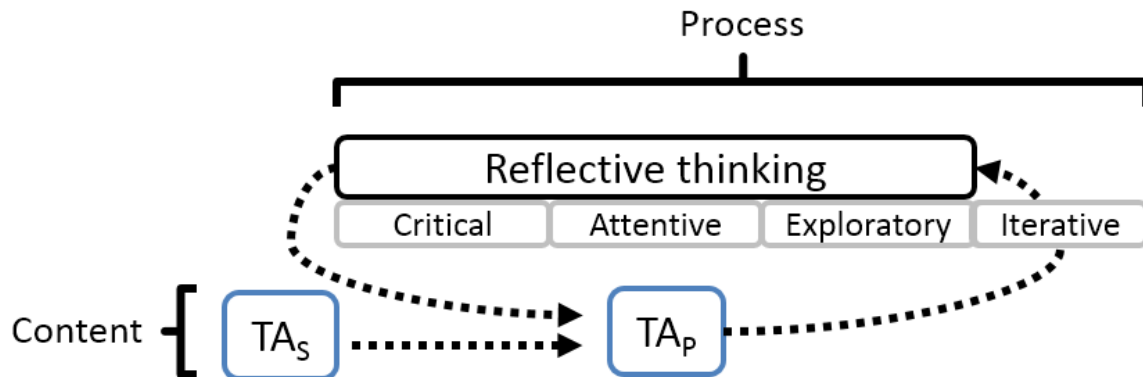 Process
Reflective thinking
Critical Attentive Exploratory Iterative
Content TAS TAP